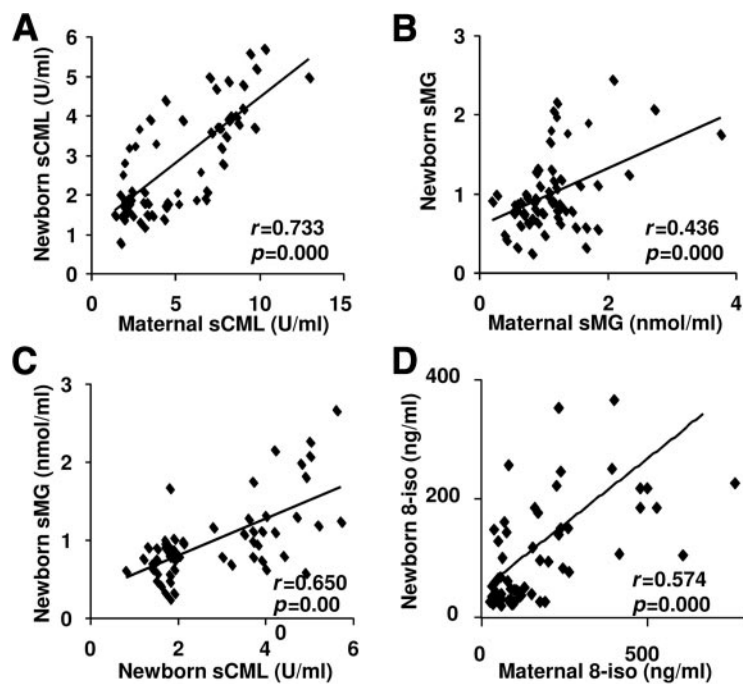 A
Newborn sCML (U/ml)
6
5
4
3
2
1
0
0 5 10 15
Maternal sCML (U/ml)
r=0.733
p=0.000
B
Newborn sMG
3
2
1
0
0 2 4
Maternal sMG (nmol/ml)
r=0.436
p=0.000
C
Newborn sMG (nmol/ml)
3
2
1
0
0 2 4 6
Newborn sCML (U/ml)
r=0.650
p=0.00
0
D
Newborn 8-iso (ng/ml)
400
200
0
0 500
Maternal 8-iso (ng/ml)
r=0.574
p=0.000